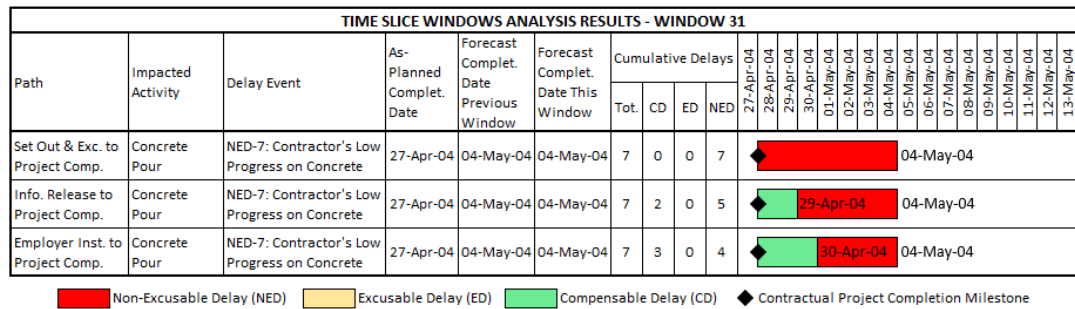 TIME SLICE WINDOWS ANALYSIS RESULTS - WINDOW 31
Path
Impacted
Activity
Delay Event
As-
Planned
Complet.
Date
Forecast
Complet.
Date
Previous
Window
Forecast
Complet.
Date This
Window
Cumulative Delays
Tot.
CD
ED
NED
27-Apr-04
28-Apr-04
29-Apr-04
30-Apr-04
01-May-04
02-May-04
03-May-04
04-May-04
05-May-04
06-May-04
07-May-04
08-May-04
09-May-04
10-May-04
11-May-04
12-May-04
13-May-04
Set Out & Exc. to
Project Comp.
Concrete
Pour
NED-7: Contractor's Low
Progress on Concrete
27-Apr-04
04-May-04
04-May-04
7
0
0
7
04-May-04
Info. Release to
Project Comp.
Concrete
Pour
NED-7: Contractor's Low
Progress on Concrete
27-Apr-04
04-May-04
04-May-04
7
2
0
5
29-Apr-04
04-May-04
Employer Inst. to
Project Comp.
Concrete
Pour
NED-7: Contractor's Low
Progress on Concrete
27-Apr-04
04-May-04
04-May-04
7
3
0
4
30-Apr-04
04-May-04
Non-Excusable Delay (NED)
Excusable Delay (ED)
Compensable Delay (CD)
Contractual Project Completion Milestone